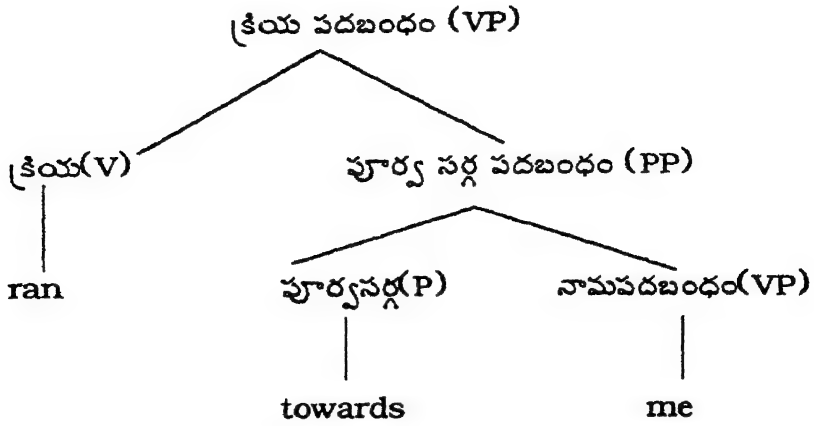 క్రియ పదబంధం (VP)
క్రియ(V) పూర్వ సర్గ పదబంధం (PP)
ran పూర్వసర్గ(P) నామపదబంధం(VP)
towards me